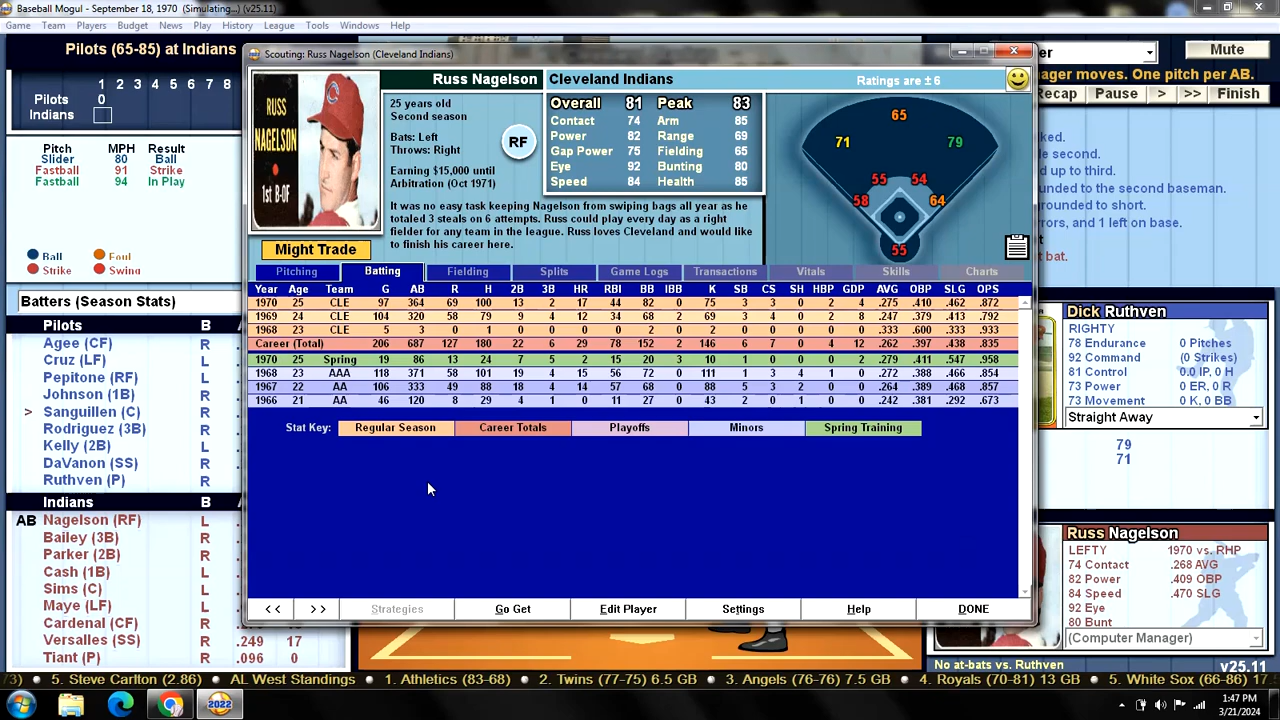 Baseball Mogul - September 18, 1970 (Simulating...) (v25.11)
Game Team Players Budget News Play History League Tools Windows Help
Pilots (65-85) at Indians
1 2 3 4 5 6 7 8
Pilots 0
Indians
Pitch MPH Result
Slider 80 Ball
Fastball 91 Strike
Fastball 94 In Play
Ball Foul
Strike Swing
Batters (Season Stats)
Pilots B
Agee (CF) R
Cruz (LF) L
Pepitone (RF) L
Johnson (1B) L
> Sanguillen (C) R
Rodriguez (3B) R
Kelly (2B) R
DaVanon (SS) R
Ruthven (P) R
Indians B
AB Nagelson (RF) L
Bailey (3B) R
Parker (2B) R
Cash (1B) L
Sims (C) R
Maye (LF) L
Cardenal (CF) R
Versalles (SS) R .249 17
Tiant (P) R .096 0
Scouting: Russ Nagelson (Cleveland Indians)
RUSS
NAGELSON
1st B-OF
Russ Nagelson
25 years old
Second season
Bats: Left
Throws: Right
Earning $15,000 until
Arbitration (Oct 1971)
RF
Cleveland Indians
Ratings are ± 6
Overall 81 Peak 83
Contact 74 Arm 85
Power 82 Range 69
Gap Power 75 Fielding 65
Eye 92 Bunting 80
Speed 84 Health 85
65
71 79
55 54
58 64
55
It was no easy task keeping Nagelson from swiping bags all year as he
totaled 3 steals on 6 attempts. Russ could play every day as a right
fielder for any team in the league. Russ loves Cleveland and would like
to finish his career here.
Might Trade
Pitching Batting Fielding Splits Game Logs Transactions Vitals Skills Charts
Year Age Team G AB R H 2B 3B HR RBI BB IBB K SB CS SH HBP GDP AVG OBP SLG OPS
1970 25 CLE 97 364 69 100 13 2 17 44 82 0 75 3 3 0 2 4 .275 .410 .462 .872
1969 24 CLE 104 320 58 79 9 4 12 34 68 2 69 3 4 0 2 8 .247 .379 .413 .792
1968 23 CLE 5 3 0 1 0 0 0 0 2 0 2 0 0 0 0 0 .333 .600 .333 .933
Career (Total) 206 687 127 180 22 6 29 78 152 2 146 6 7 0 4 12 .262 .397 .438 .835
1970 25 Spring 19 86 13 24 7 5 2 15 20 3 10 1 0 0 0 2 .279 .411 .547 .958
1968 23 AAA 118 371 58 101 19 4 15 56 72 0 111 1 3 4 1 0 .272 .388 .466 .854
1967 22 AA 106 333 49 88 18 4 14 57 68 0 88 5 3 2 0 0 .264 .389 .468 .857
1966 21 AA 46 120 8 29 4 1 0 11 27 0 43 2 0 1 0 0 .242 .381 .292 .673
Stat Key: Regular Season Career Totals Playoffs Minors Spring Training
<< >> Strategies Go Get Edit Player Settings Help DONE
Mute
One pitch per AB.
Recap Pause > >> Finish
Dick Ruthven
RIGHTY
78 Endurance 0 Pitches
92 Command (0 Strikes)
81 Control 0.0 IP, 0 H
73 Power 0 ER, 0 R
73 Movement 0 K, 0 BB
Straight Away
79
71
Russ Nagelson
LEFTY 1970 vs. RHP
74 Contact .268 AVG
82 Power .409 OBP
84 Speed .470 SLG
92 Eye
80 Bunt
(Computer Manager)
No at-bats vs. Ruthven v25.11
73) 5. Steve Carlton (2.86) AL West Standings 1. Athletics (83-68) 2. Twins (77-75) 6.5 GB 3. Angels (76-76) 7.5 GB 4. Royals (70-81) 13 GB 5. White Sox (66-86) 17.
2022
1:47 PM
3/21/2024